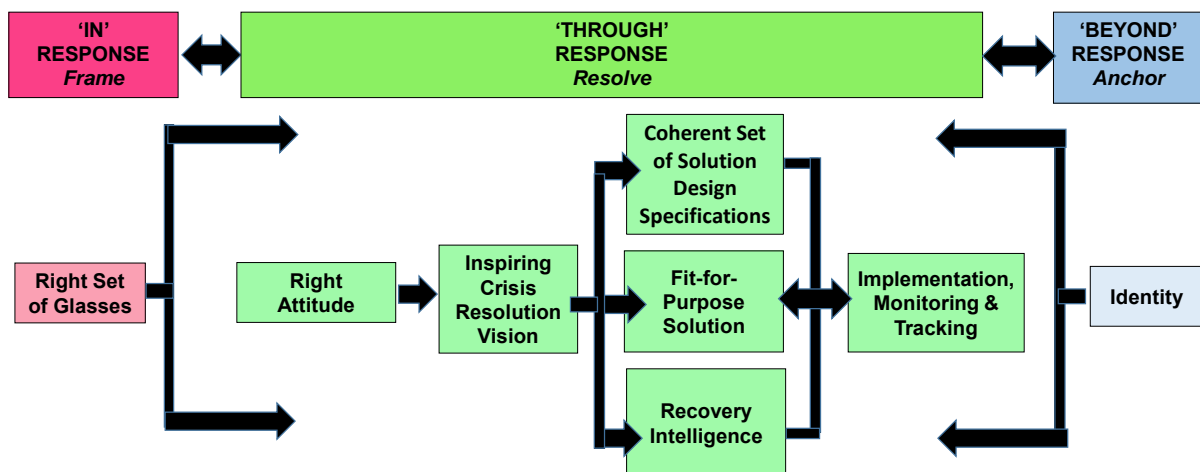 ‘IN’
RESPONSE
Frame
‘THROUGH’
RESPONSE
Resolve
‘BEYOND’
RESPONSE
Anchor
Right Set
of Glasses
Right
Attitude
Inspiring
Crisis
Resolution
Vision
Coherent Set
of Solution
Design
Specifications
Fit-for-
Purpose
Solution
Recovery
Intelligence
Implementation,
Monitoring &
Tracking
Identity